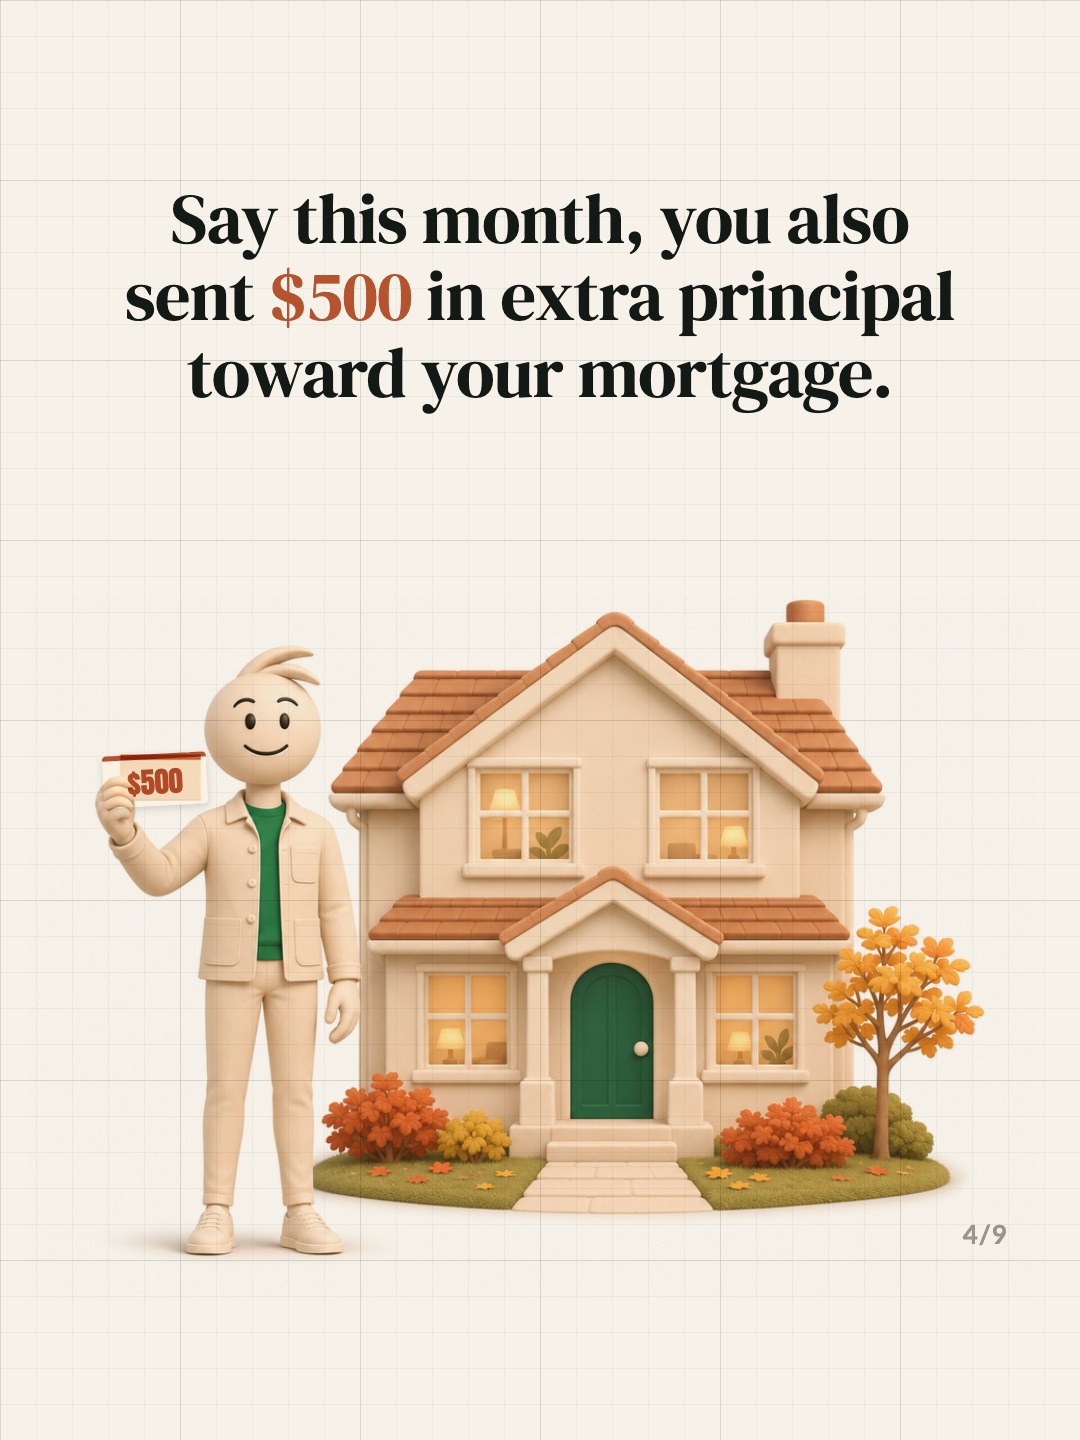 Say this month, you also
sent $500 in extra principal
toward your mortgage.
$500
4/9